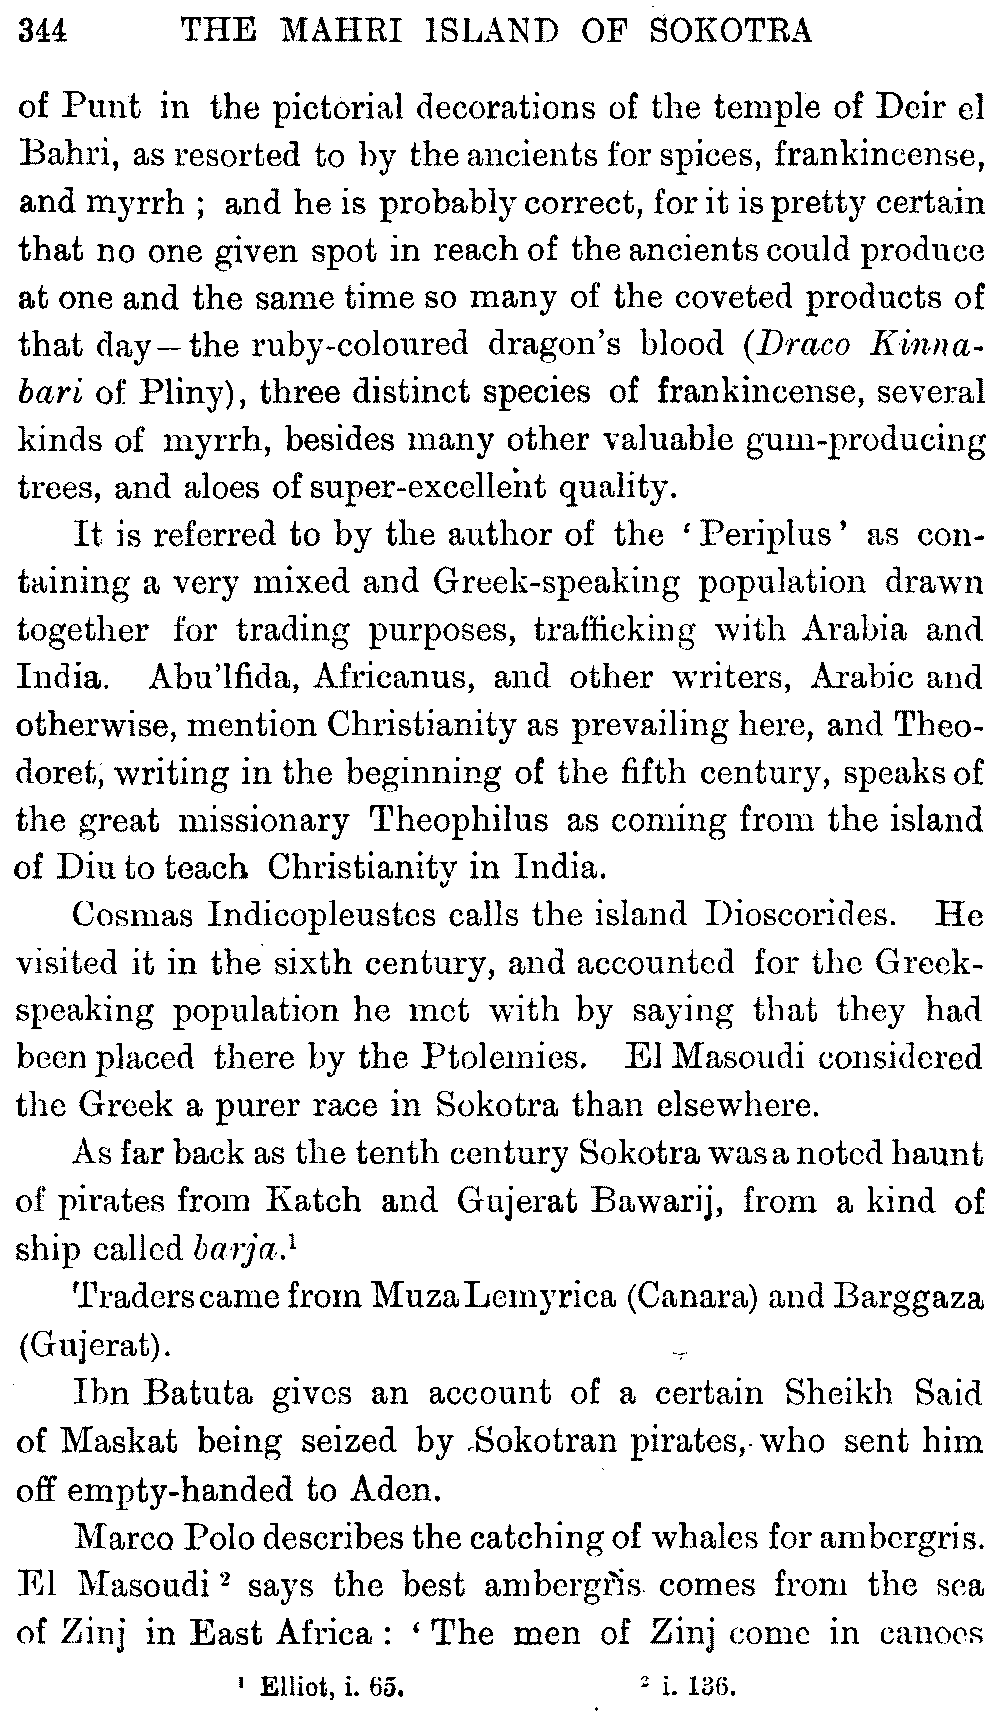 344 THE MAHRI ISLAND OF SOKOTRA
of Punt in the pictorial decorations of the temple of Deir el
Bahri, as resorted to by the ancients for spices, frankincense,
and myrrh ; and he is probably correct, for it is pretty certain
that no one given spot in reach of the ancients could produce
at one and the same time so many of the coveted products of
that day—the ruby-coloured dragon's blood (Draco Kinna-
bari of Pliny), three distinct species of frankincense, several
kinds of myrrh, besides many other valuable gum-producing
trees, and aloes of super-excellent quality.
It is referred to by the author of the ‘Periplus’ as con-
taining a very mixed and Greek-speaking population drawn
together for trading purposes, trafficking with Arabia and
India. Abu'lfida, Africanus, and other writers, Arabic and
otherwise, mention Christianity as prevailing here, and Theo-
doret, writing in the beginning of the fifth century, speaks of
the great missionary Theophilus as coming from the island
of Diu to teach Christianity in India.
Cosmas Indicopleustes calls the island Dioscorides. He
visited it in the sixth century, and accounted for the Greek-
speaking population he met with by saying that they had
been placed there by the Ptolemies. El Masoudi considered
the Greek a purer race in Sokotra than elsewhere.
As far back as the tenth century Sokotra was a noted haunt
of pirates from Katch and Gujerat Bawarij, from a kind of
ship called barja.¹
Traders came from Muza Lemyrica (Canara) and Barggaza
(Gujerat).
Ibn Batuta gives an account of a certain Sheikh Said
of Maskat being seized by Sokotran pirates, who sent him
off empty-handed to Aden.
Marco Polo describes the catching of whales for ambergris.
El Masoudi ² says the best ambergris comes from the sea
of Zinj in East Africa : ‘The men of Zinj come in canoes
¹ Elliot, i. 65. ² i. 136.